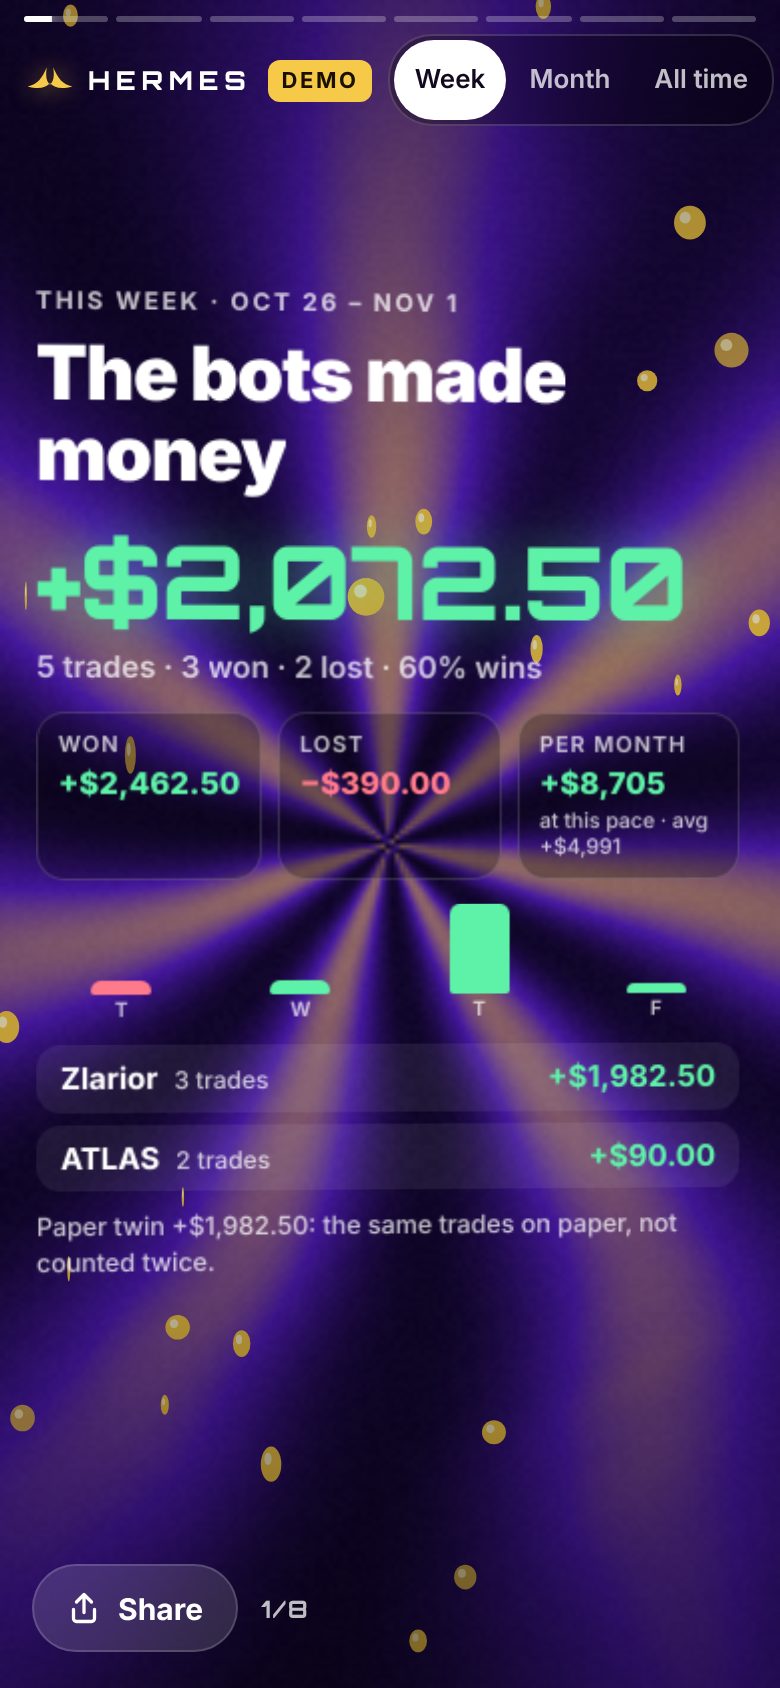 HERMES DEMO Week Month All time
THIS WEEK · OCT 26 – NOV 1
The bots made
money
+$2,072.50
5 trades · 3 won · 2 lost · 60% wins
WON LOST PER MONTH
+$2,462.50 −$390.00 +$8,705
at this pace · avg
+$4,991
T W T F
Zlarior 3 trades +$1,982.50
ATLAS 2 trades +$90.00
Paper twin +$1,982.50: the same trades on paper, not
counted twice.
Share 1/8